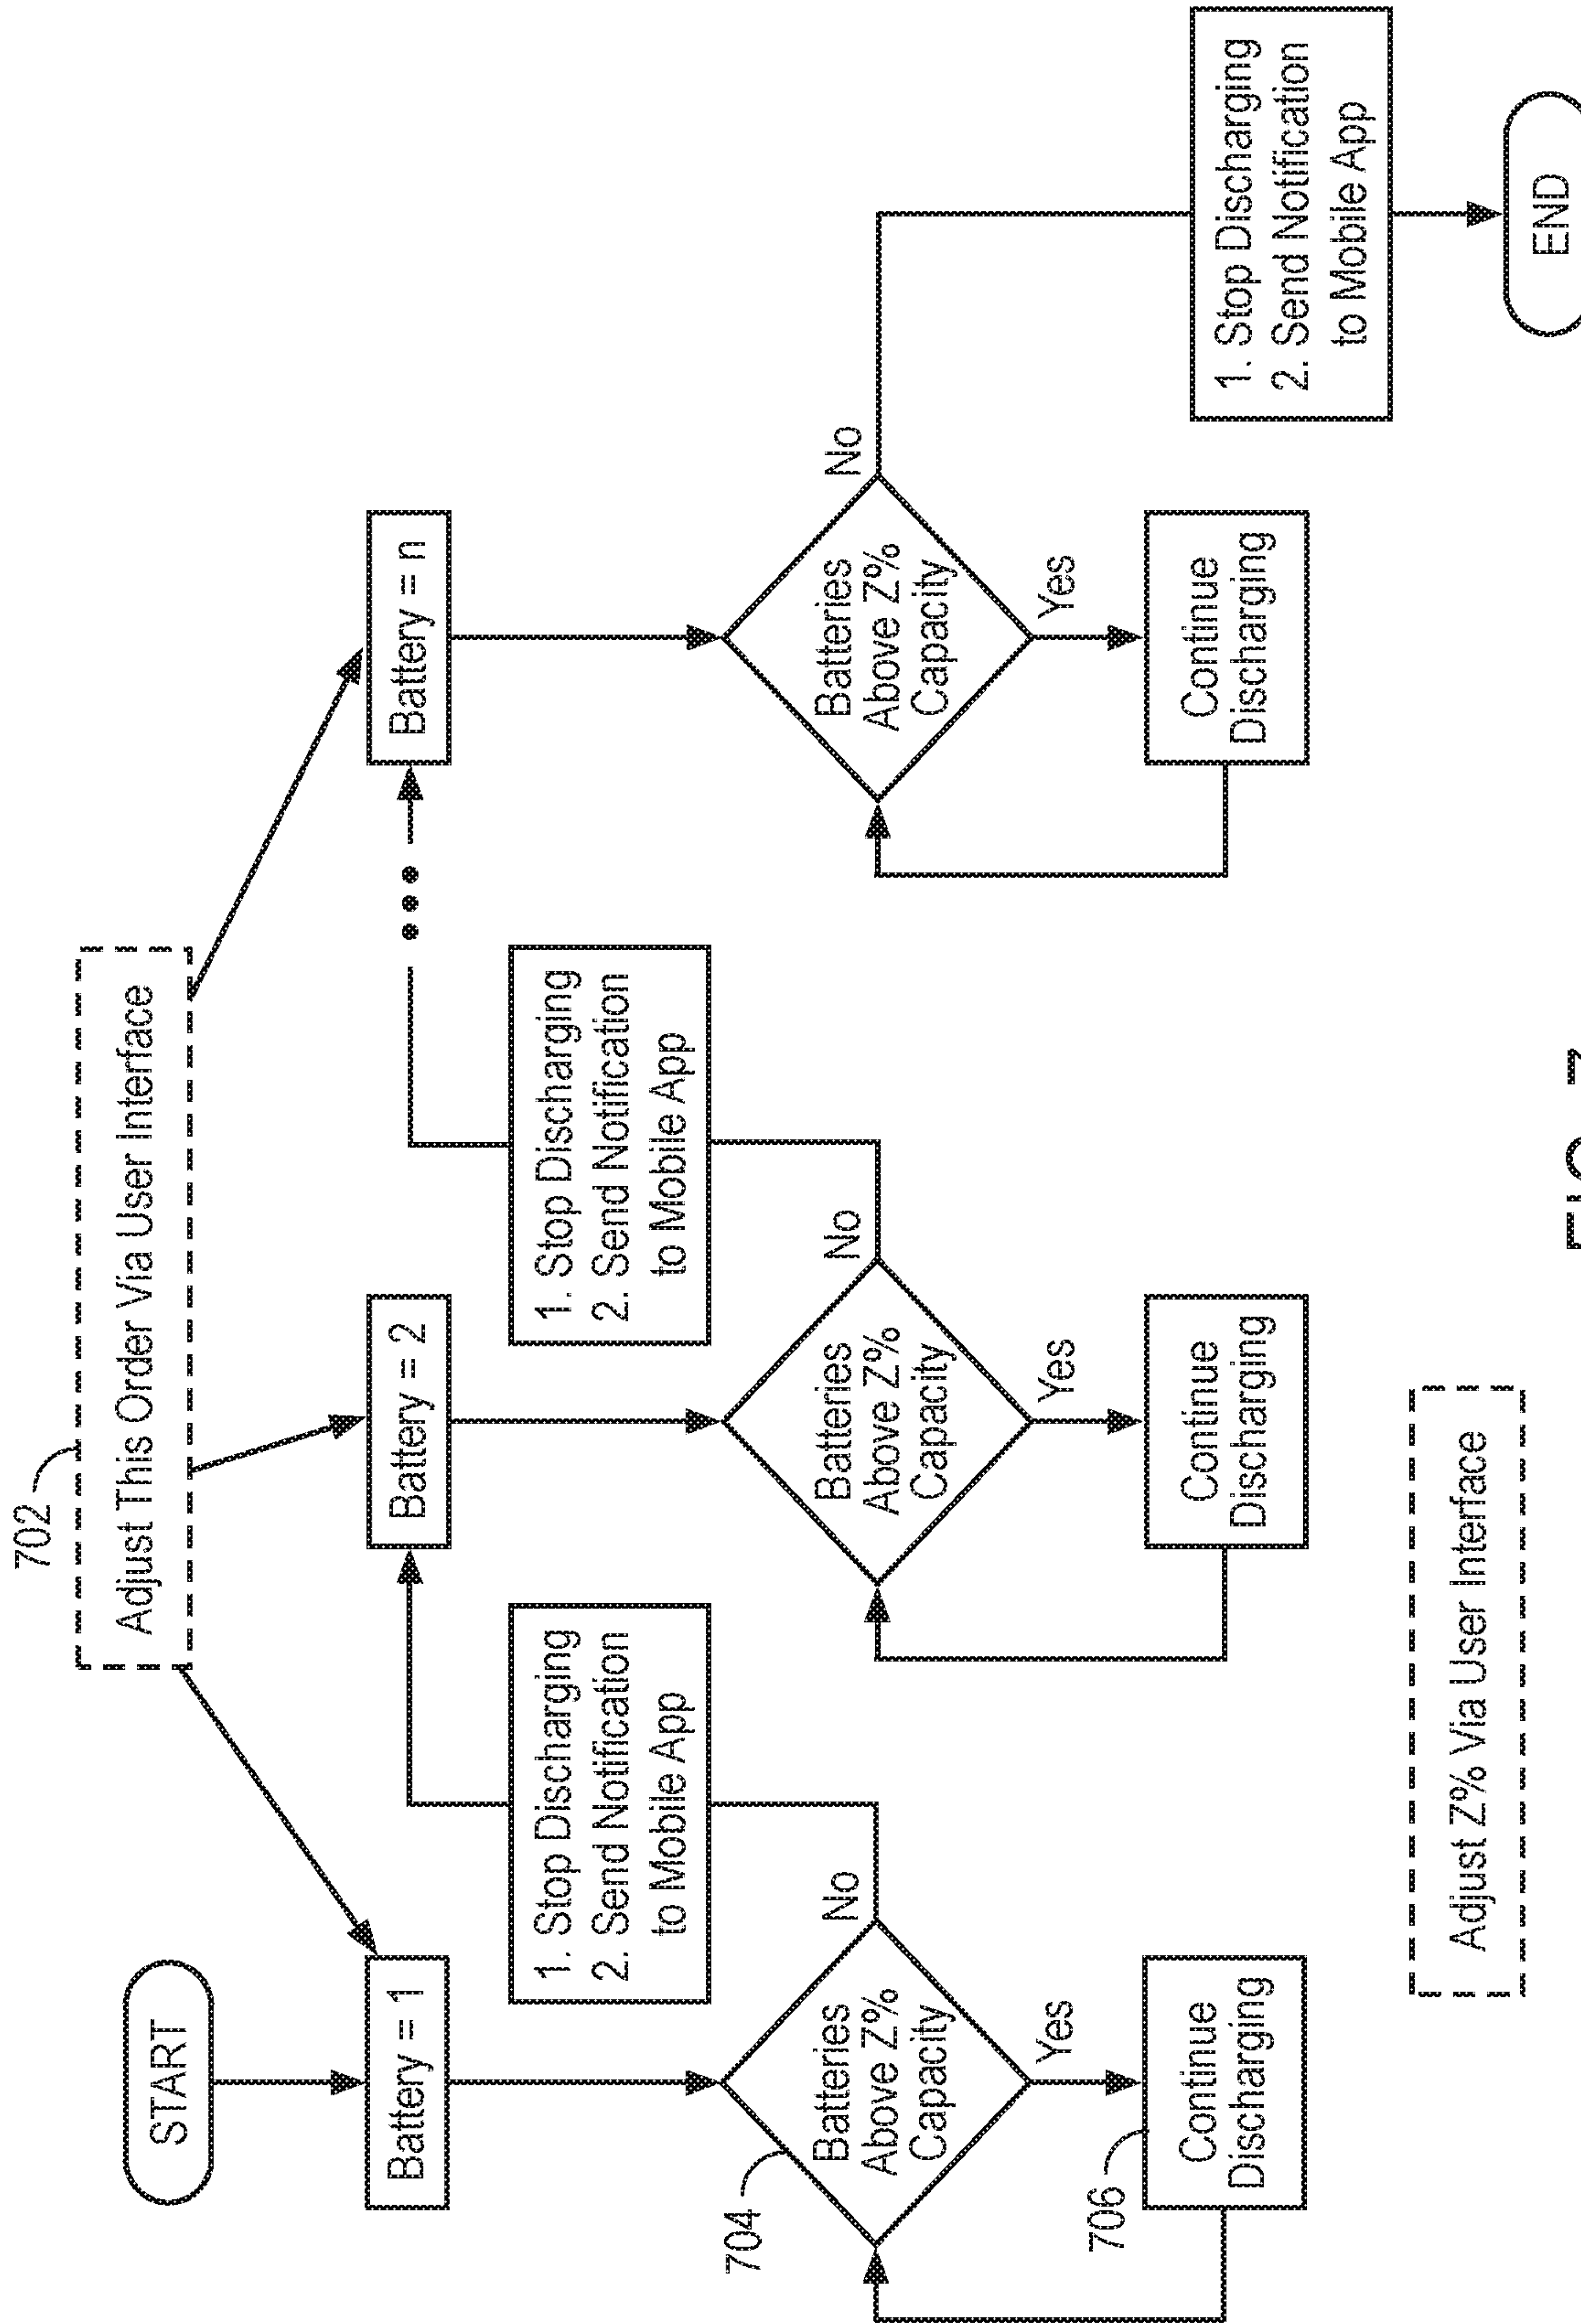 702
Adjust This Order Via User Interface
START
Battery = 1
Battery = 2
Battery = n
1. Stop Discharging
2. Send Notification
to Mobile App
1. Stop Discharging
2. Send Notification
to Mobile App
704
Batteries
Above Z%
Capacity
No
Yes
Batteries
Above Z%
Capacity
No
Yes
Batteries
Above Z%
Capacity
No
Yes
706
Continue
Discharging
Continue
Discharging
Continue
Discharging
1. Stop Discharging
2. Send Notification
to Mobile App
Adjust Z% Via User Interface
END